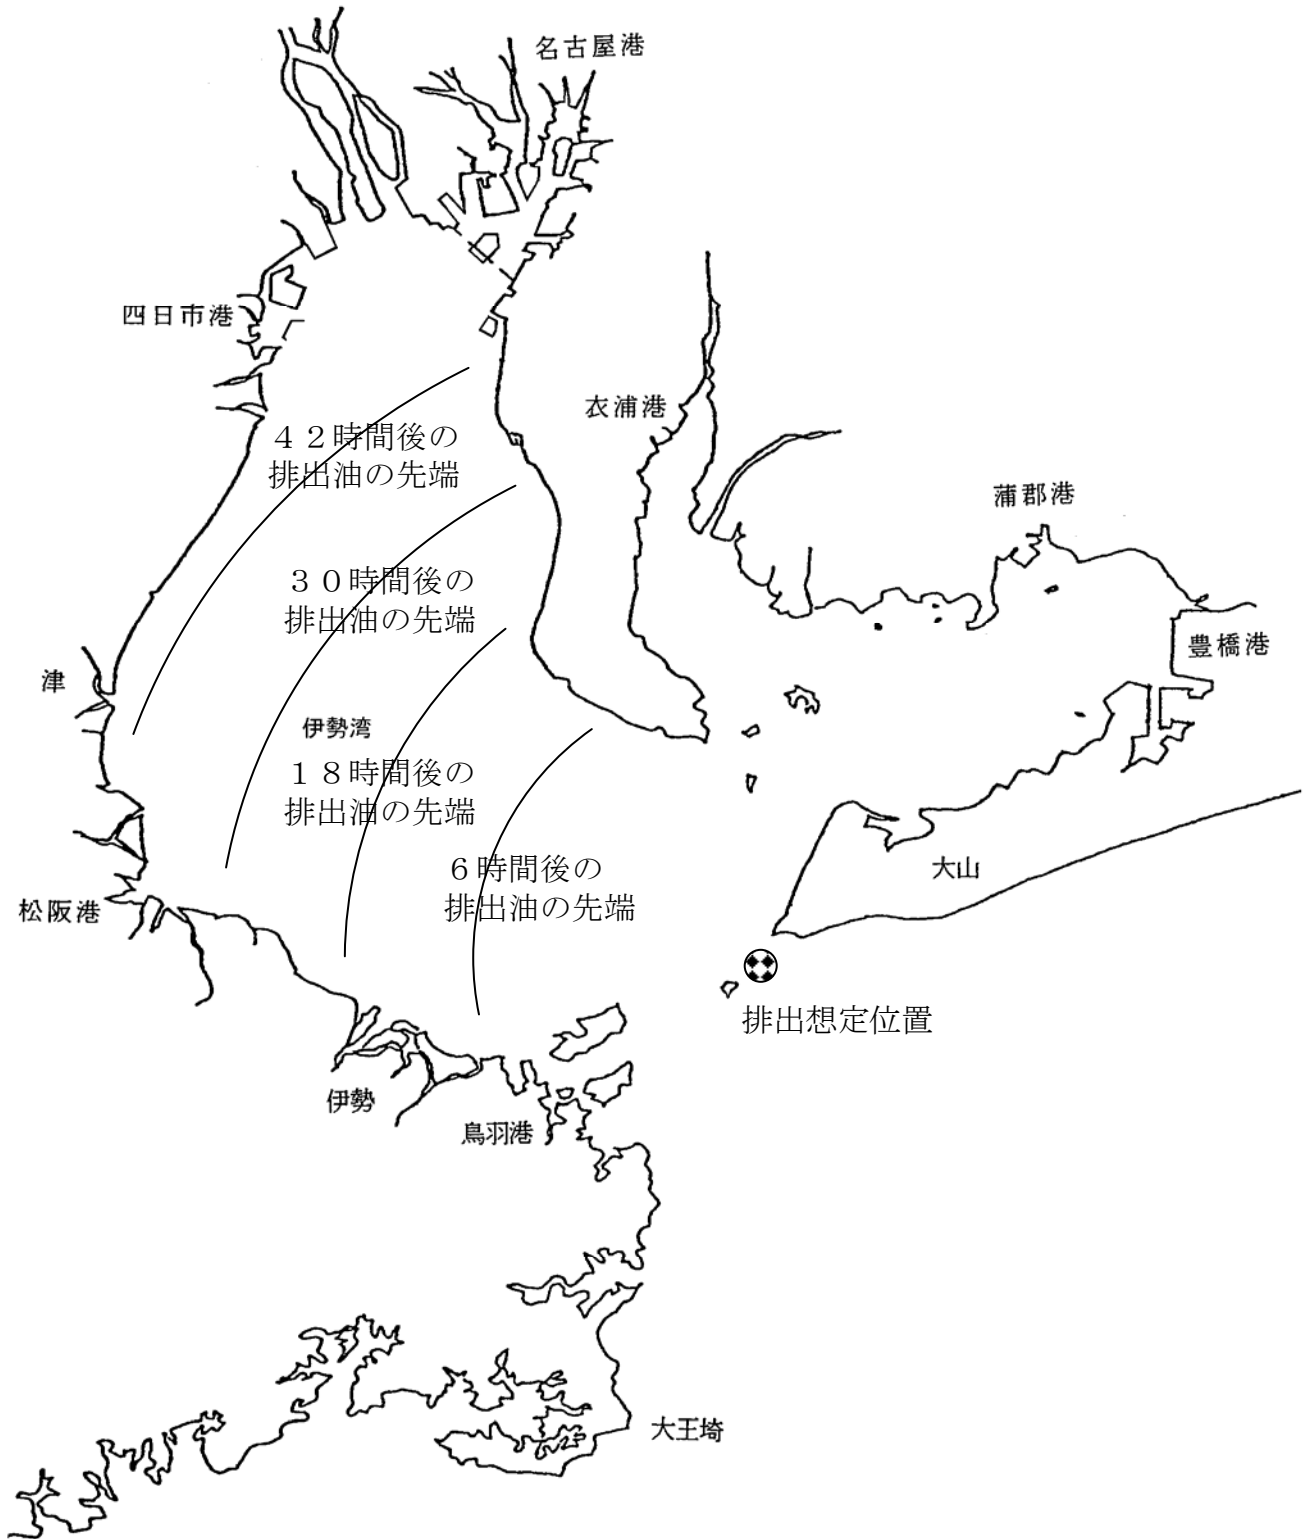 名古屋港
四日市港
衣浦港
４２時間後の
排出油の先端
蒲郡港
３０時間後の
排出油の先端
豊橋港
津
伊勢湾
１８時間後の
排出油の先端
６時間後の
排出油の先端
大山
松阪港
排出想定位置
伊勢
鳥羽港
大王埼